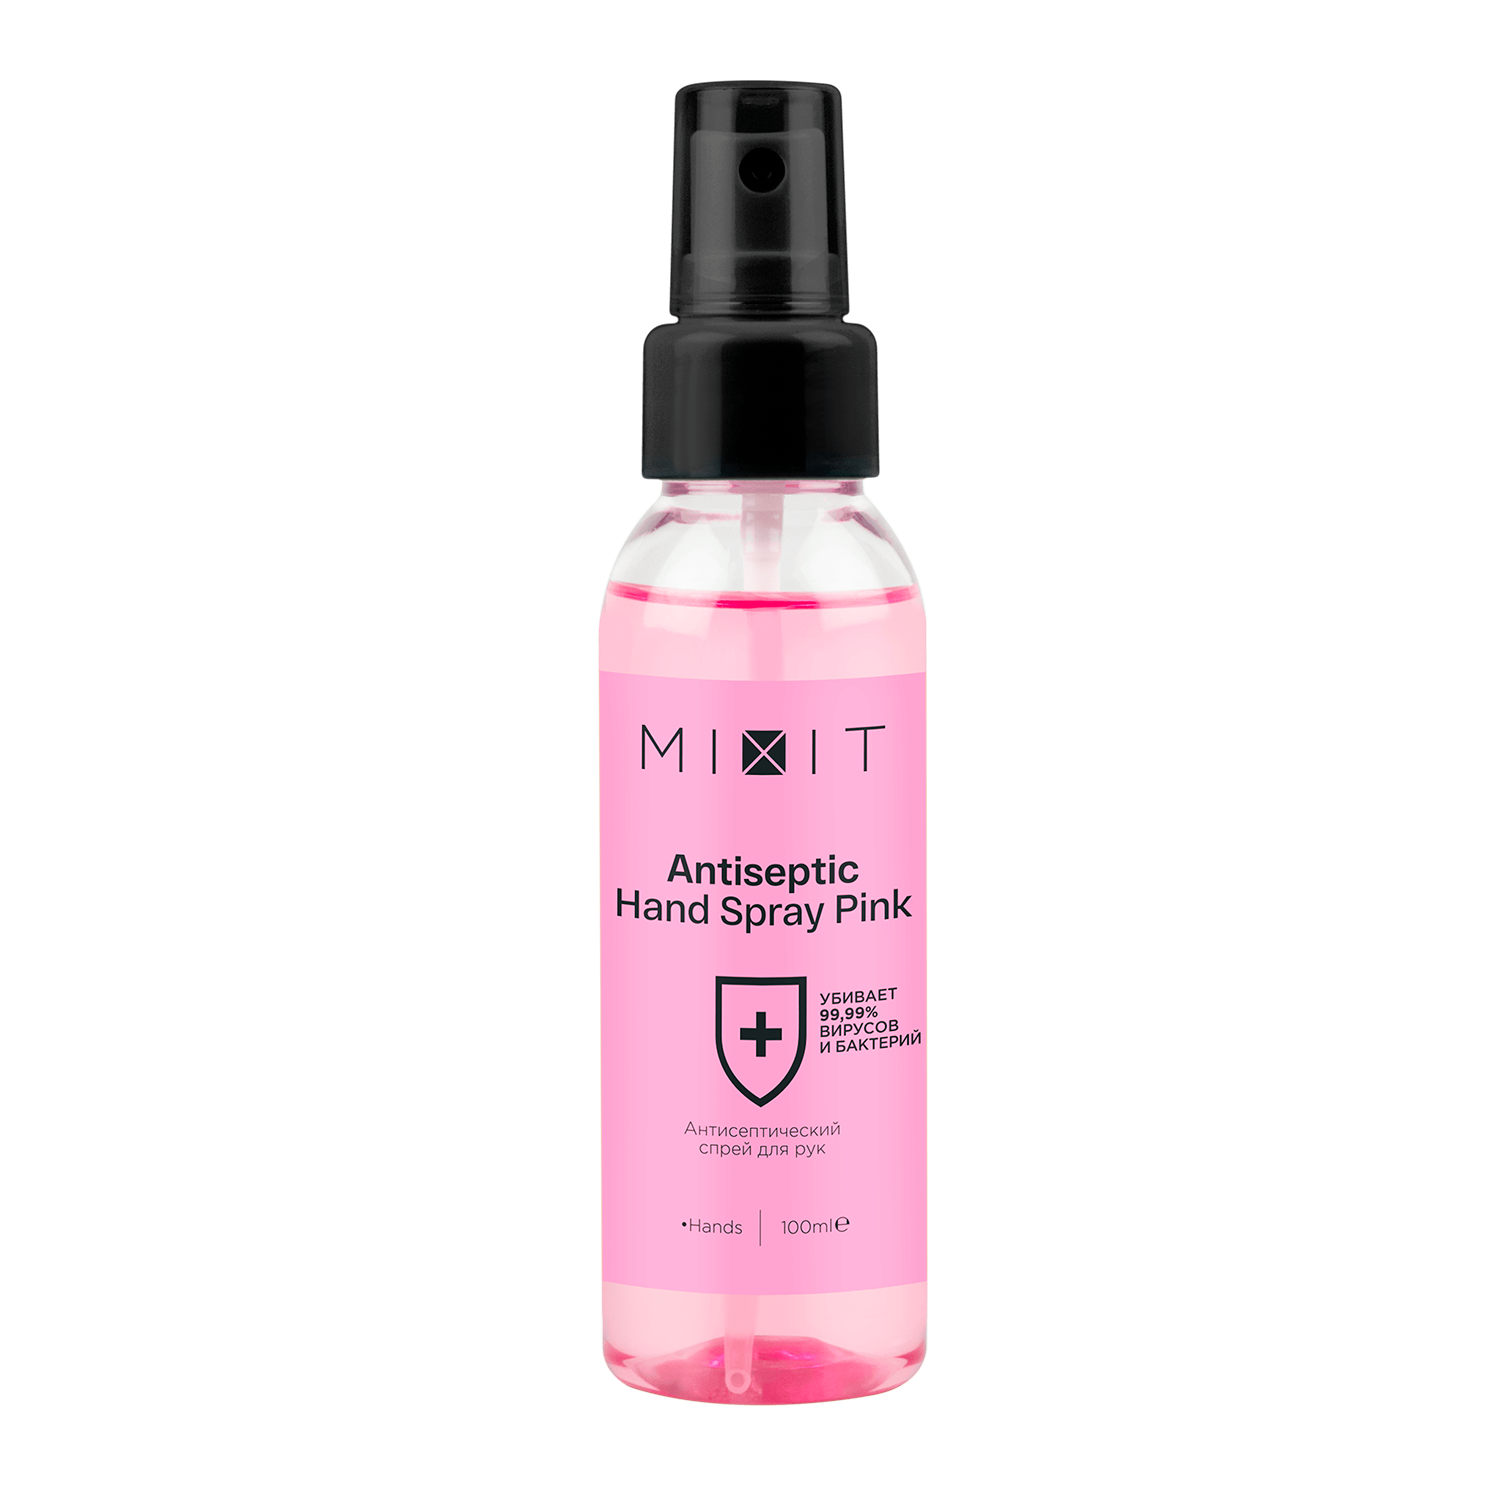 MIXIT
Antiseptic
Hand Spray Pink
УБИВАЕТ
99,99%
ВИРУСОВ
И БАКТЕРИЙ
Антисептический
спрей для рук
•Hands | 100ml℮